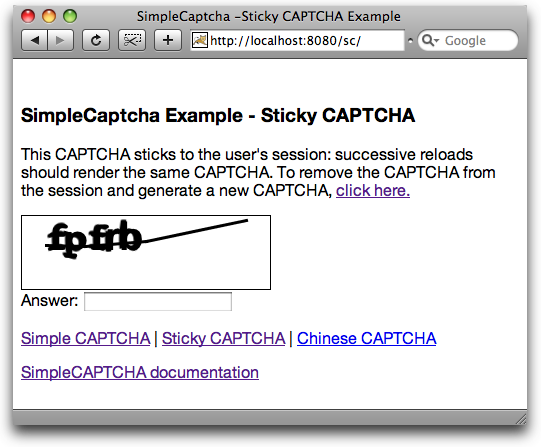 SimpleCaptcha –Sticky CAPTCHA Example
http://localhost:8080/sc/
Google
SimpleCaptcha Example - Sticky CAPTCHA
This CAPTCHA sticks to the user's session: successive reloads
should render the same CAPTCHA. To remove the CAPTCHA from
the session and generate a new CAPTCHA, click here.
fpfrb
Answer:
Simple CAPTCHA | Sticky CAPTCHA | Chinese CAPTCHA
SimpleCAPTCHA documentation